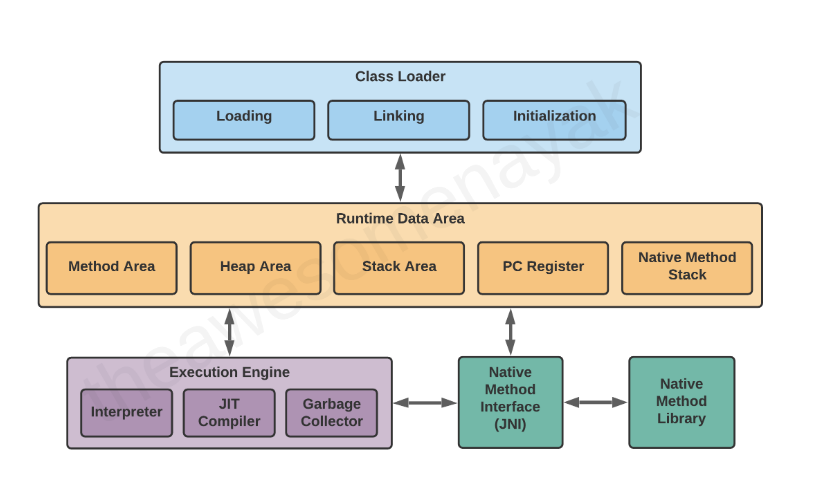 Class Loader
Loading
Linking
Initialization
Runtime Data Area
Method Area
Heap Area
Stack Area
PC Register
Native Method
Stack
Execution Engine
Interpreter
JIT
Compiler
Garbage
Collector
Native
Method
Interface
(JNI)
Native
Method
Library
theawesomenayak